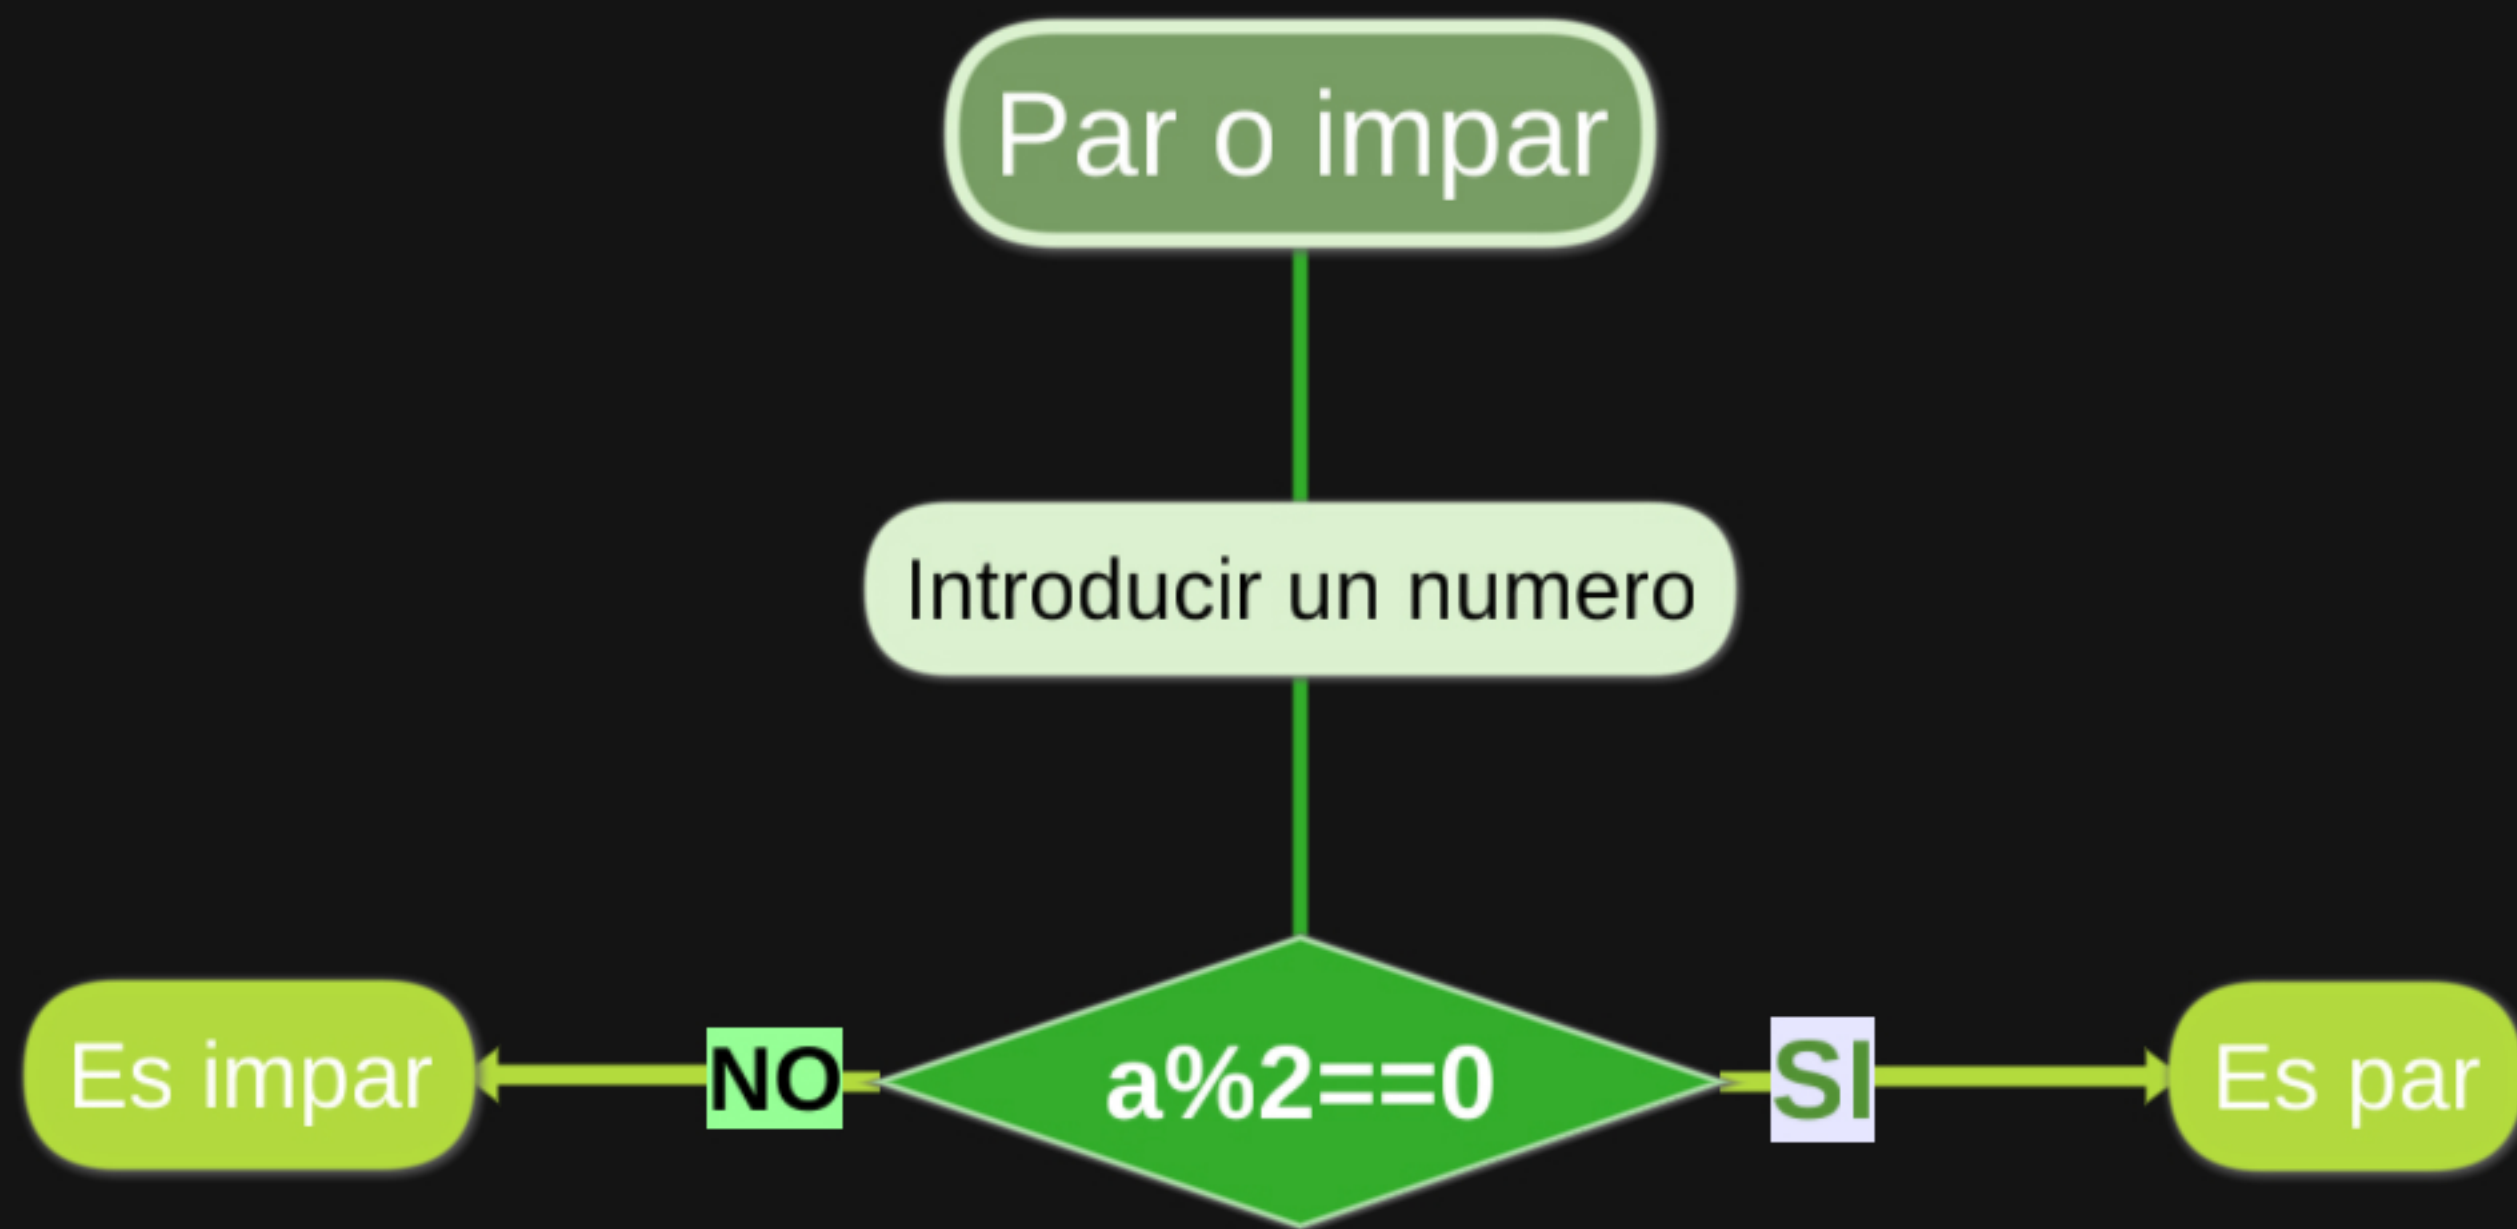 Par o impar
Introducir un numero
Es impar
NO
a%2==0
SI
Es par